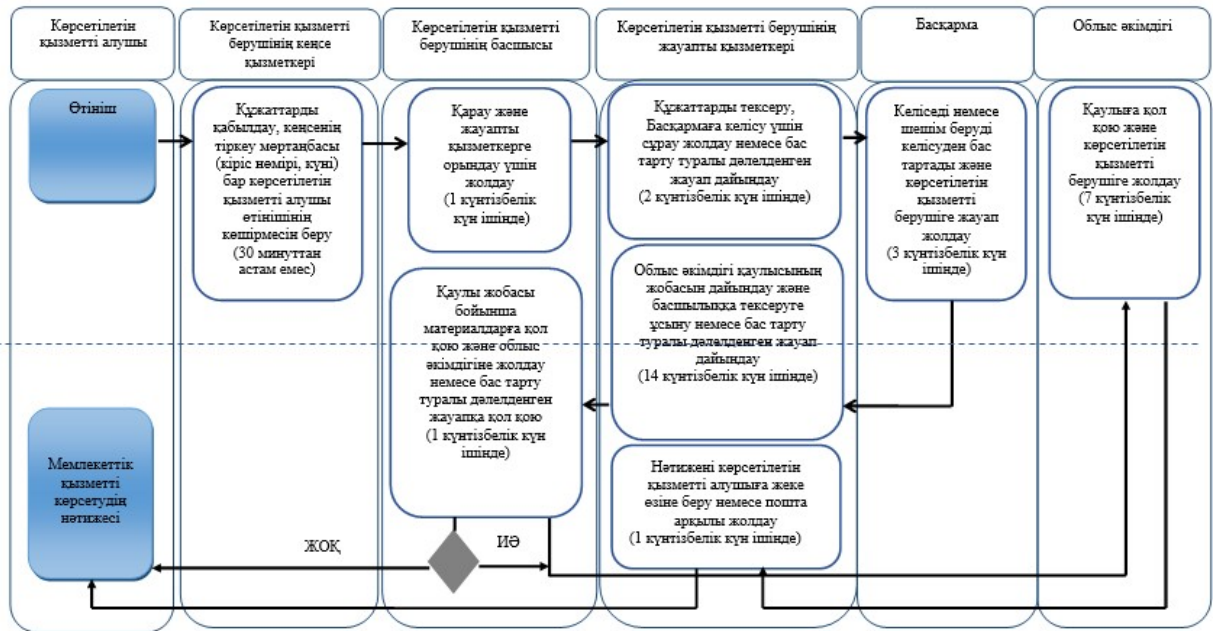 Көрсетілетін
қызметті алушы
Көрсетілетін қызметті
берушінің кеңсе
қызметкері
Көрсетілетін қызметті
берушінің басшысы
Көрсетілетін қызметті берушінің
жауапты қызметкері
Басқарма
Облыс әкімдігі
Өтініш
Құжаттарды
қабылдау, кеңсенің
тіркеу мөртаңбасы
(кіріс нөмірі, күні)
бар көрсетілетін
қызметті алушы
өтінішінің
көшірмесін беру
(30 минуттан
астам емес)
Қарау және
жауапты
қызметкерге
орындау үшін
жолдау
(1 күнтізбелік
күн ішінде)
Құжаттарды тексеру,
Басқармаға келісу үшін
сұрау жолдау немесе бас
тарту туралы дәлелденген
жауап дайындау
(2 күнтізбелік күн ішінде)
Келіседі немесе
шешім беруді
келісуден бас
тартады және
көрсетілетін
қызметті
берушіге жауап
жолдау
(3 күнтізбелік күн
ішінде)
Қаулыға қол
қою және
көрсетілетін
қызметті
берушіге жолдау
(7 күнтізбелік
күн ішінде)
Қаулы жобасы
бойынша
материалдарға қол
қою және облыс
әкімдігіне жолдау
немесе бас тарту
туралы дәлелденген
жауапқа қол қою
(1 күнтізбелік күн
ішінде)
Облыс әкімдігі қаулысының
жобасын дайындау және
басшылыққа тексеруге
ұсыну немесе бас тарту
туралы дәлелденген жауап
дайындау
(14 күнтізбелік күн ішінде)
Мемлекеттік
қызметті
көрсетудің
нәтижесі
Нәтижені көрсетілетін
қызметті алушыға жеке
өзіне беру немесе пошта
арқылы жолдау
(1 күнтізбелік күн ішінде)
ЖОҚ
ИӘ